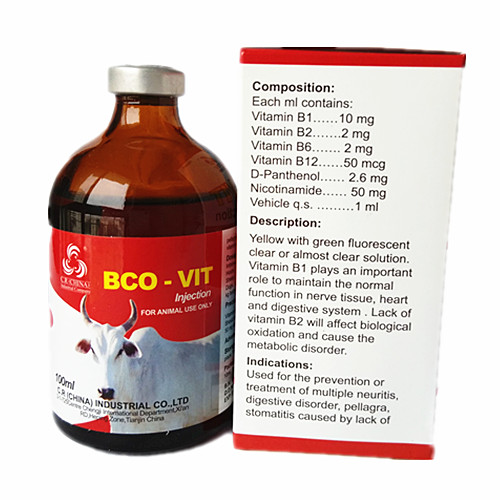 C.R.(CHINA)
Industrial Company
BCO - VIT
Injection
FOR ANIMAL USE ONLY
100ml
C.R.(CHINA) INDUSTRIAL CO.,LTD
International Department,Xi'an
Zone,Tianjin China
Composition:
Each ml contains:
Vitamin B1......10 mg
Vitamin B2.......2 mg
Vitamin B6....... 2 mg
Vitamin B12......50 mcg
D-Panthenol...... 2.6 mg
Nicotinamide...... 50 mg
Vehicle q.s. .........1 ml
Description:
Yellow with green fluorescent
clear or almost clear solution.
Vitamin B1 plays an important
role to maintain the normal
function in nerve tissue, heart
and digestive system . Lack of
vitamin B2 will affect biological
oxidation and cause the
metabolic disorder.
Indications:
Used for the prevention or
treatment of multiple neuritis,
digestive disorder, pellagra,
stomatitis caused by lack of